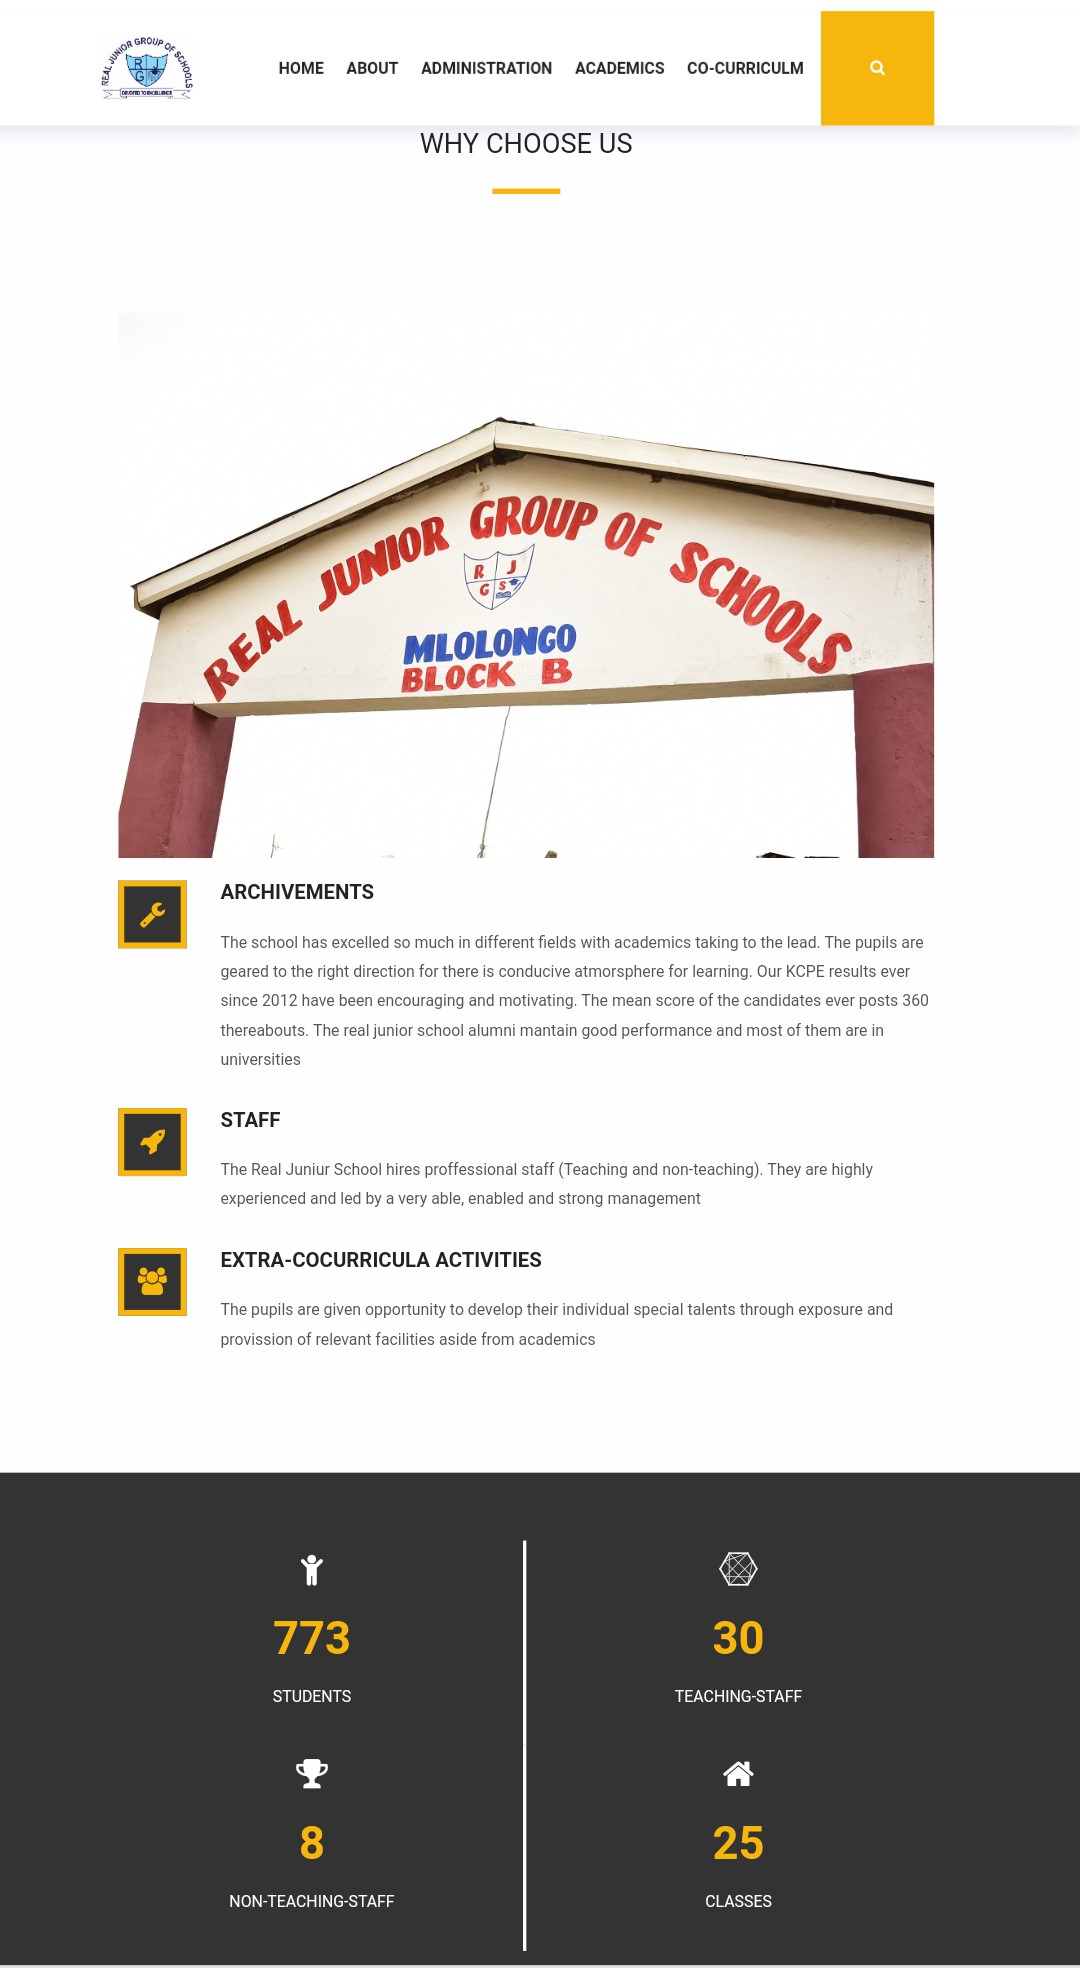 REAL JUNIOR GROUP OF SCHOOLS
R J
G
DEVOTED TO EXCELLENCE
HOME ABOUT ADMINISTRATION ACADEMICS CO-CURRICULM
WHY CHOOSE US
REAL JUNIOR GROUP OF SCHOOLS
R J
G S
MLOLONGO
BLOCK B
ARCHIVEMENTS
The school has excelled so much in different fields with academics taking to the lead. The pupils are
geared to the right direction for there is conducive atmorsphere for learning. Our KCPE results ever
since 2012 have been encouraging and motivating. The mean score of the candidates ever posts 360
thereabouts. The real junior school alumni mantain good performance and most of them are in
universities
STAFF
The Real Juniur School hires proffessional staff (Teaching and non-teaching). They are highly
experienced and led by a very able, enabled and strong management
EXTRA-COCURRICULA ACTIVITIES
The pupils are given opportunity to develop their individual special talents through exposure and
provission of relevant facilities aside from academics
773
STUDENTS
30
TEACHING-STAFF
8
NON-TEACHING-STAFF
25
CLASSES